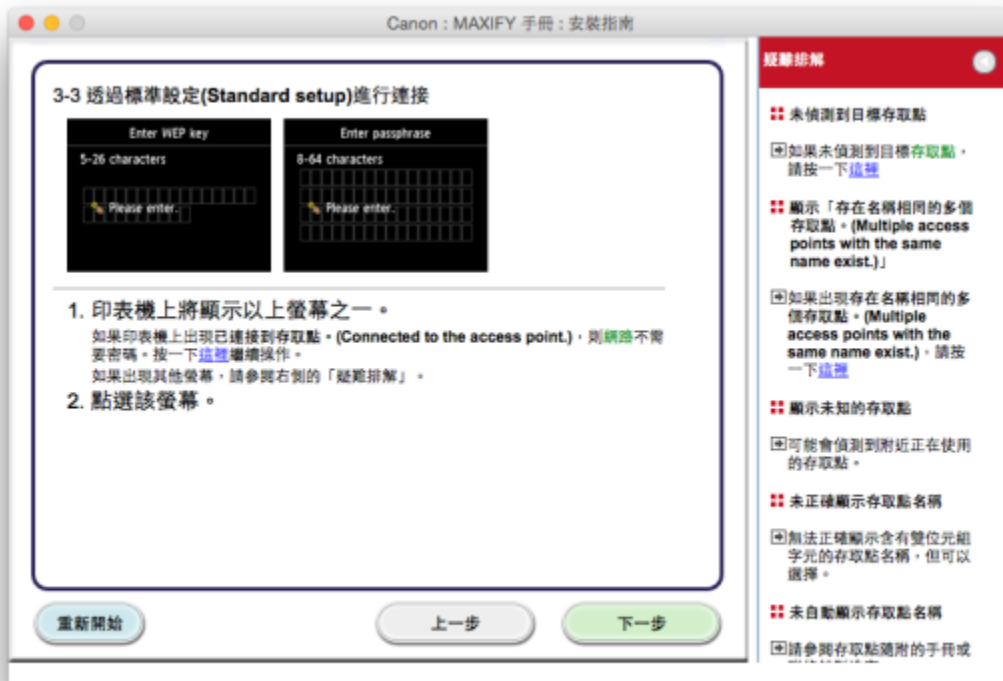 Canon : MAXIFY 手冊 : 安裝指南
3-3 透過標準設定(Standard setup)進行連接
Enter WEP key
5-26 characters
Please enter.
Enter passphrase
8-64 characters
Please enter.
1. 印表機上將顯示以上螢幕之一。
如果印表機上出現已連接到存取點。(Connected to the access point.)，則網路不需
要密碼。按一下這裡繼續操作。
如果出現其他螢幕，請參閱右側的「疑難排解」。
2. 點選該螢幕。
重新開始
上一步
下一步
疑難排解
未偵測到目標存取點
如果未偵測到目標存取點，
請按一下這裡
顯示「存在名稱相同的多個
存取點。(Multiple access
points with the same
name exist.)」
如果出現存在名稱相同的多
個存取點。(Multiple
access points with the
same name exist.)，請按
一下這裡
顯示未知的存取點
可能會偵測到附近正在使用
的存取點。
未正確顯示存取點名稱
無法正確顯示含有雙位元組
字元的存取點名稱，但可以
選擇。
未自動顯示存取點名稱
請參閱存取點隨附的手冊或